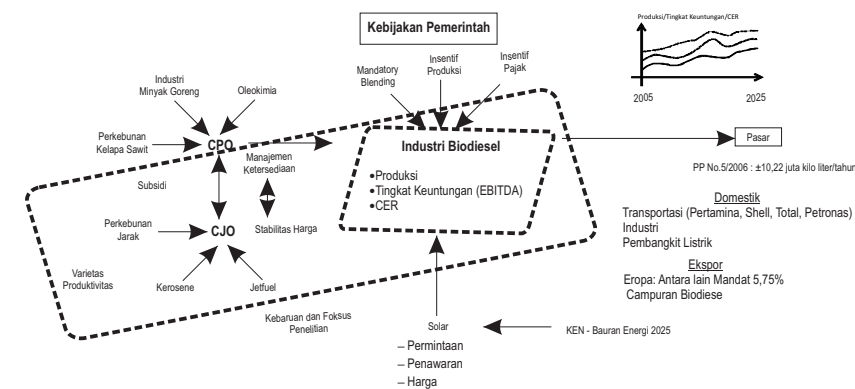 Kebijakan Pemerintah
Produksi/Tingkat Keuntungan/CER
2005
2025
Industri
Minyak Goreng
Oleokimia
Mandatory
Blending
Insentif
Produksi
Insentif
Pajak
Perkebunan
Kelapa Sawit
CPO
Manajemen
Ketersediaan
Industri Biodiesel
•Produksi
•Tingkat Keuntungan (EBITDA)
•CER
Pasar
PP No.5/2006 : ±10,22 juta kilo liter/tahun
Subsidi
Perkebunan
Jarak
CJO
Stabilitas Harga
Domestik
Transportasi (Pertamina, Shell, Total, Petronas)
Industri
Pembangkit Listrik
Ekspor
Eropa: Antara lain Mandat 5,75%
Campuran Biodiese
Varietas
Produktivitas
Kerosene
Jetfuel
Kebaruan dan Foksus
Penelitian
Solar
– Permintaan
– Penawaran
– Harga
KEN - Bauran Energi 2025